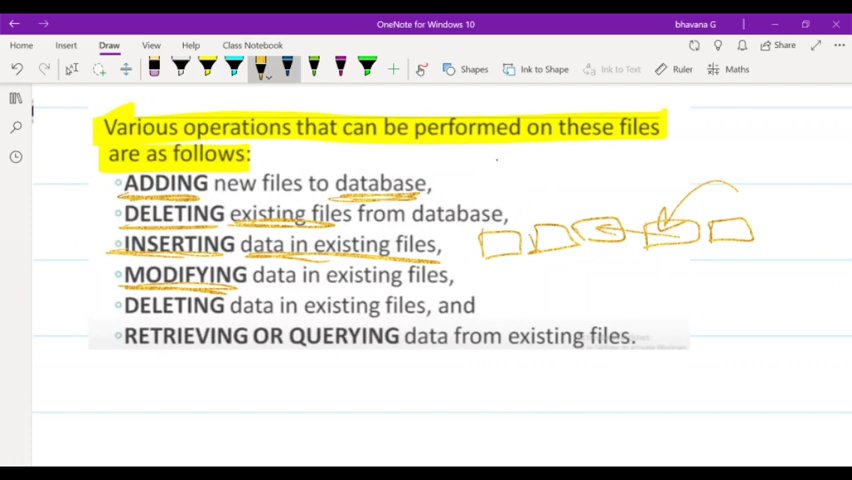 OneNote for Windows 10
bhavana G
Home Insert Draw View Help Class Notebook
Share
Shapes Ink to Shape Ink to Text Ruler Maths
Various operations that can be performed on these files
are as follows:
◦ADDING new files to database,
◦DELETING existing files from database,
◦INSERTING data in existing files,
◦MODIFYING data in existing files,
◦DELETING data in existing files, and
◦RETRIEVING OR QUERYING data from existing files.